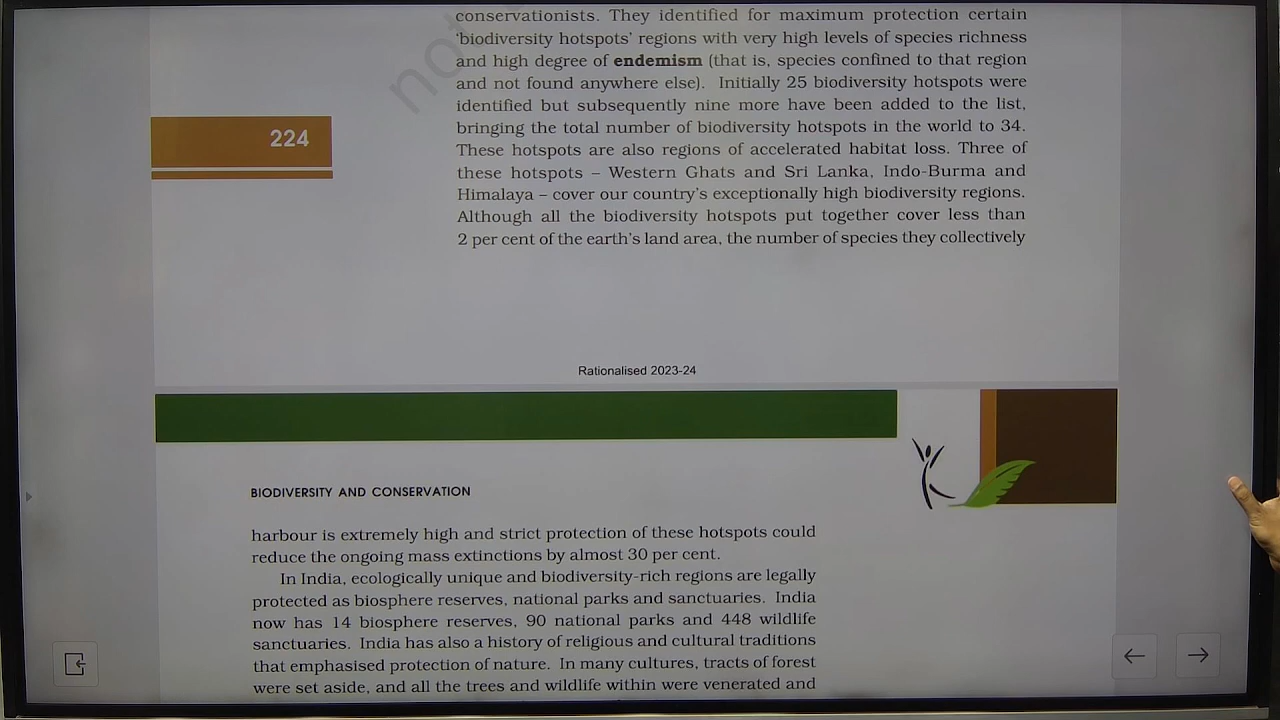 conservationists. They identified for maximum protection certain
'biodiversity hotspots' regions with very high levels of species richness
and high degree of endemism (that is, species confined to that region
and not found anywhere else). Initially 25 biodiversity hotspots were
identified but subsequently nine more have been added to the list,
bringing the total number of biodiversity hotspots in the world to 34.
These hotspots are also regions of accelerated habitat loss. Three of
these hotspots – Western Ghats and Sri Lanka, Indo-Burma and
Himalaya – cover our country's exceptionally high biodiversity regions.
Although all the biodiversity hotspots put together cover less than
2 per cent of the earth's land area, the number of species they collectively
224
not
Rationalised 2023-24
BIODIVERSITY AND CONSERVATION
harbour is extremely high and strict protection of these hotspots could
reduce the ongoing mass extinctions by almost 30 per cent.
In India, ecologically unique and biodiversity-rich regions are legally
protected as biosphere reserves, national parks and sanctuaries. India
now has 14 biosphere reserves, 90 national parks and 448 wildlife
sanctuaries. India has also a history of religious and cultural traditions
that emphasised protection of nature. In many cultures, tracts of forest
were set aside, and all the trees and wildlife within were venerated and